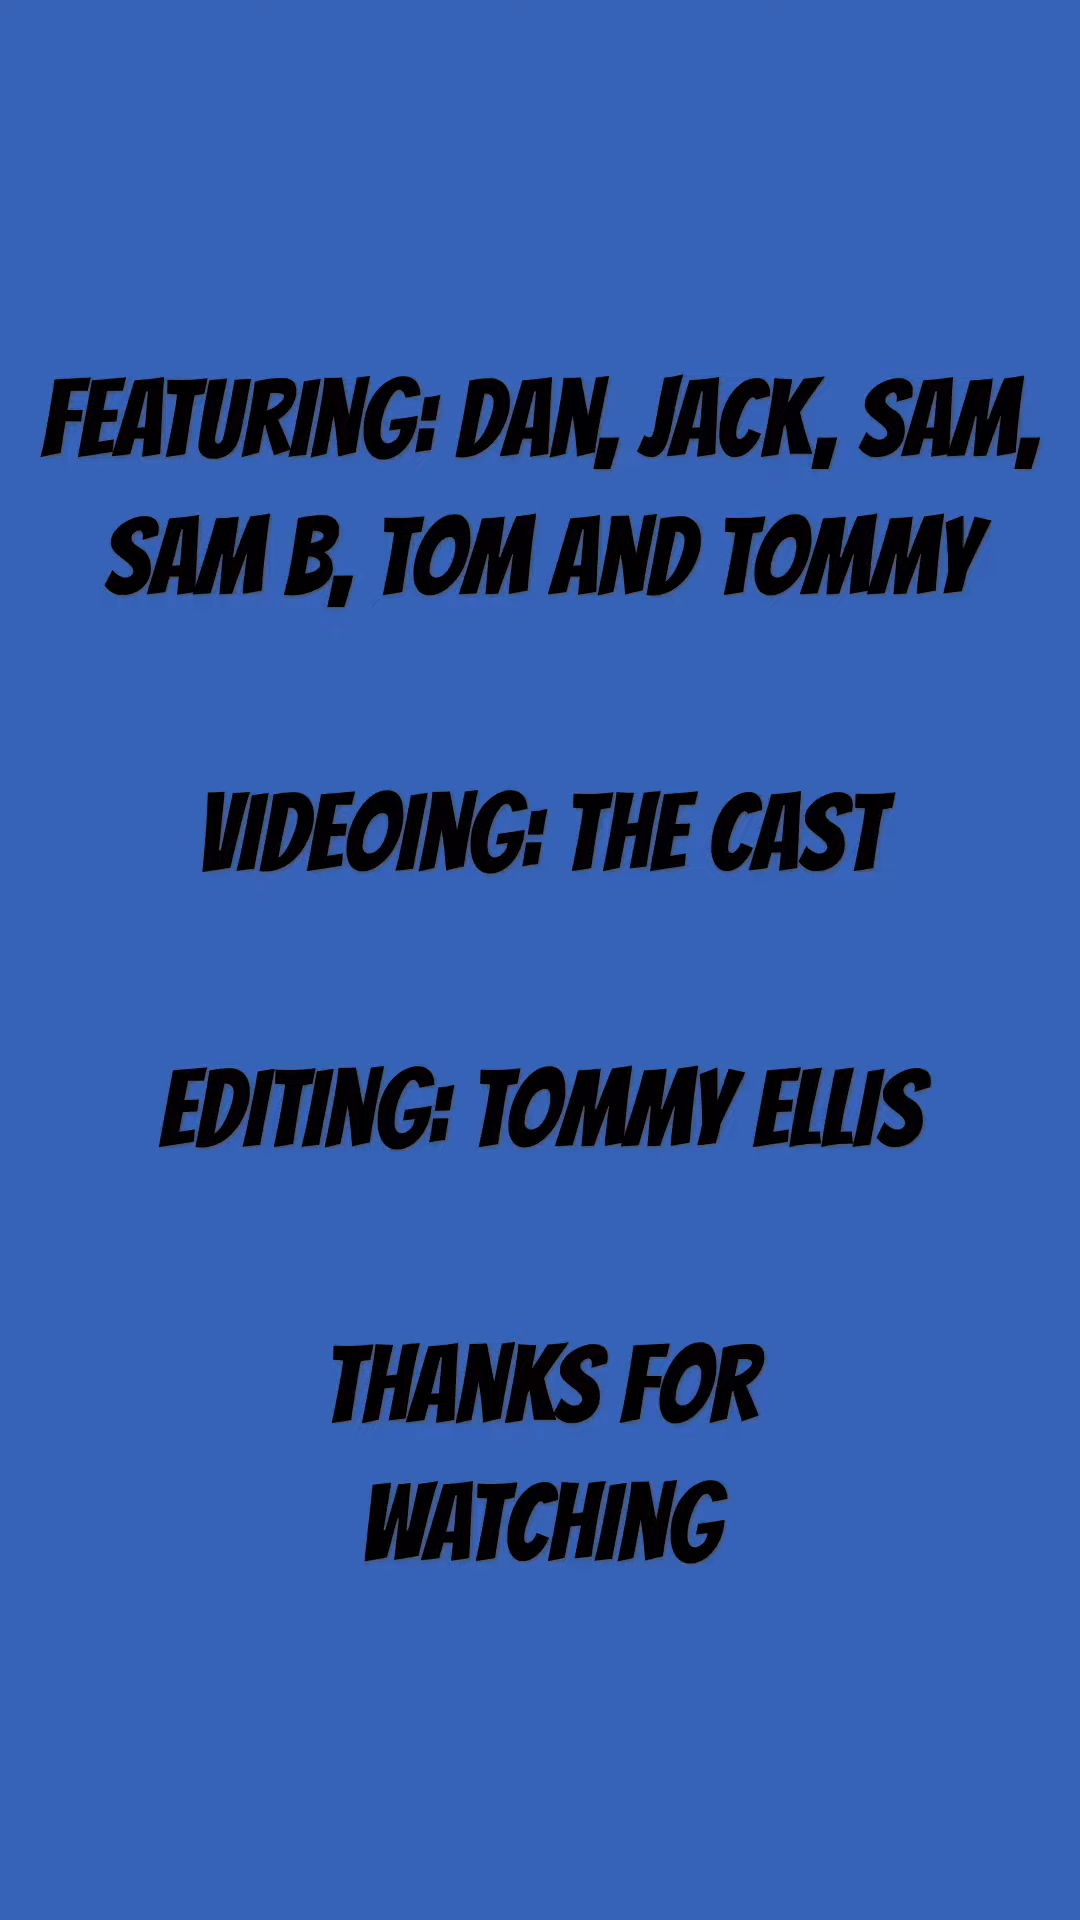 FEATURING: DAN, JACK, SAM,
SAM B, TOM AND TOMMY
VIDEOING: THE CAST
EDITING: TOMMY ELLIS
THANKS FOR
WATCHING